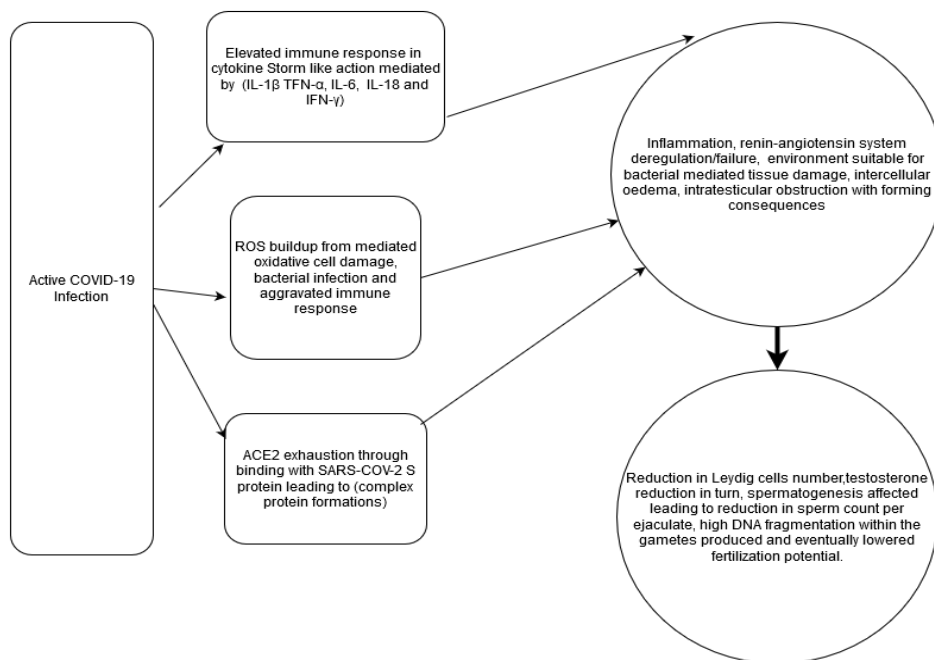 Active COVID-19
Infection
Elevated immune response in
cytokine Storm like action mediated
by (IL-1β TFN-α, IL-6, IL-18 and
IFN-γ)
ROS buildup from mediated
oxidative cell damage,
bacterial infection and
aggravated immune
response
ACE2 exhaustion through
binding with SARS-COV-2 S
protein leading to (complex
protein formations)
Inflammation, renin-angiotensin system
deregulation/failure, environment suitable for
bacterial mediated tissue damage, intercellular
oedema, intratesticular obstruction with forming
consequences
Reduction in Leydig cells number,testosterone
reduction in turn, spermatogenesis affected
leading to reduction in sperm count per
ejaculate, high DNA fragmentation within the
gametes produced and eventually lowered
fertilization potential.